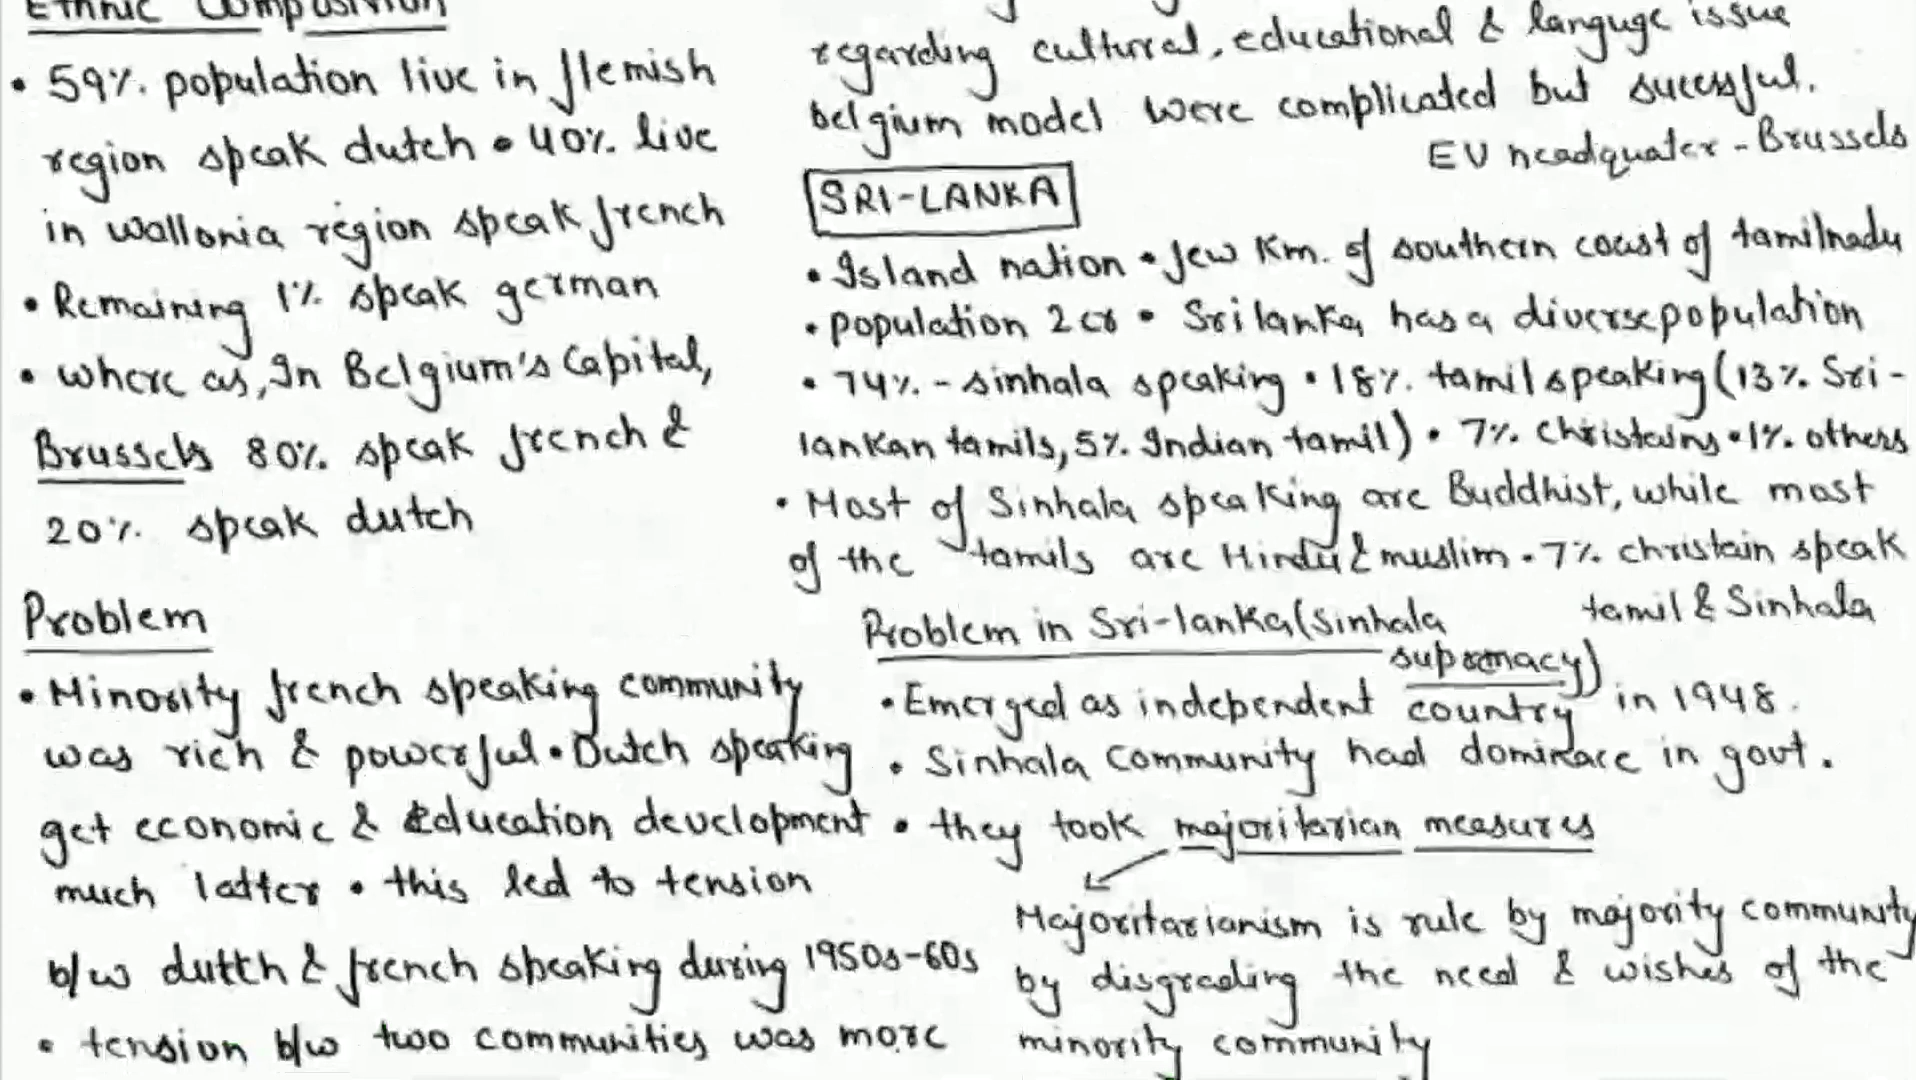 Ethnic Composition
• 59%. population live in flemish
region speak dutch • 40%. live
in wallonia region speak french
• Remaining 1%. speak german
• where as, In Belgium's Capital,
Brussels 80%. speak french &
20%. speak dutch
Problem
• Minority french speaking community
was rich & powerful • Dutch speaking
get economic & education development
much latter • this led to tension
b/w dutch & french speaking during 1950s-60s
• tension b/w two communities was more
regarding cultural, educational & languge issue
belgium model were complicated but sucessful.
EU headquater - Brussels
SRI-LANKA
• Island nation • few Km. of southern coast of tamilnadu
• population 2 cr • Sri lanka has a diverse population
• 74%. - sinhala speaking • 18%. tamil speaking (13%. Sri-
lankan tamils, 5%. Indian tamil) • 7%. Christains • 1%. others
• Most of Sinhala speaking are Buddhist, while most
of the tamils are Hindu & muslim • 7%. christain speak
tamil & Sinhala
Problem in Sri-lanka (Sinhala
supremacy)
• Emerged as independent country in 1948.
• Sinhala community had dominace in govt.
• they took majoritarian measures
Majoritarianism is rule by majority community
by disgrading the need & wishes of the
minority community